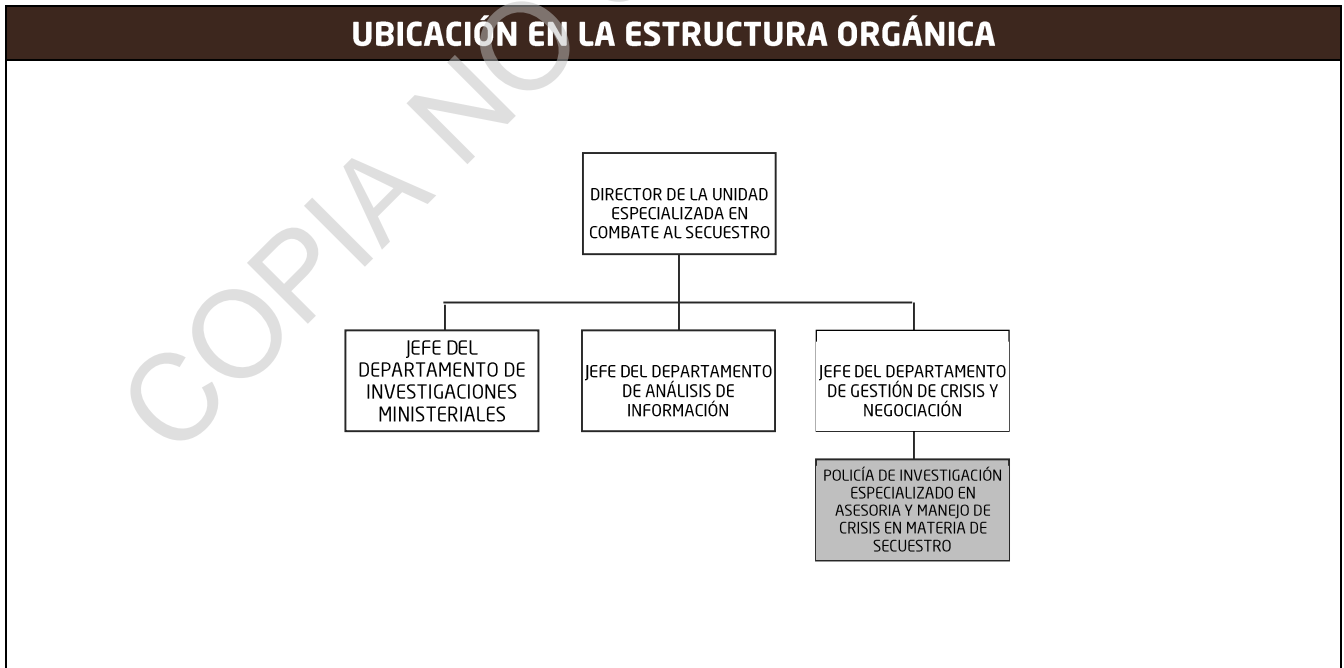 UBICACIÓN EN LA ESTRUCTURA ORGÁNICA
DIRECTOR DE LA UNIDAD
ESPECIALIZADA EN
COMBATE AL SECUESTRO
JEFE DEL
DEPARTAMENTO DE
INVESTIGACIONES
MINISTERIALES
JEFE DEL DEPARTAMENTO
DE ANÁLISIS DE
INFORMACIÓN
JEFE DEL DEPARTAMENTO
DE GESTIÓN DE CRISIS Y
NEGOCIACIÓN
POLICÍA DE INVESTIGACIÓN
ESPECIALIZADO EN
ASESORIA Y MANEJO DE
CRISIS EN MATERIA DE
SECUESTRO
COPIA NO